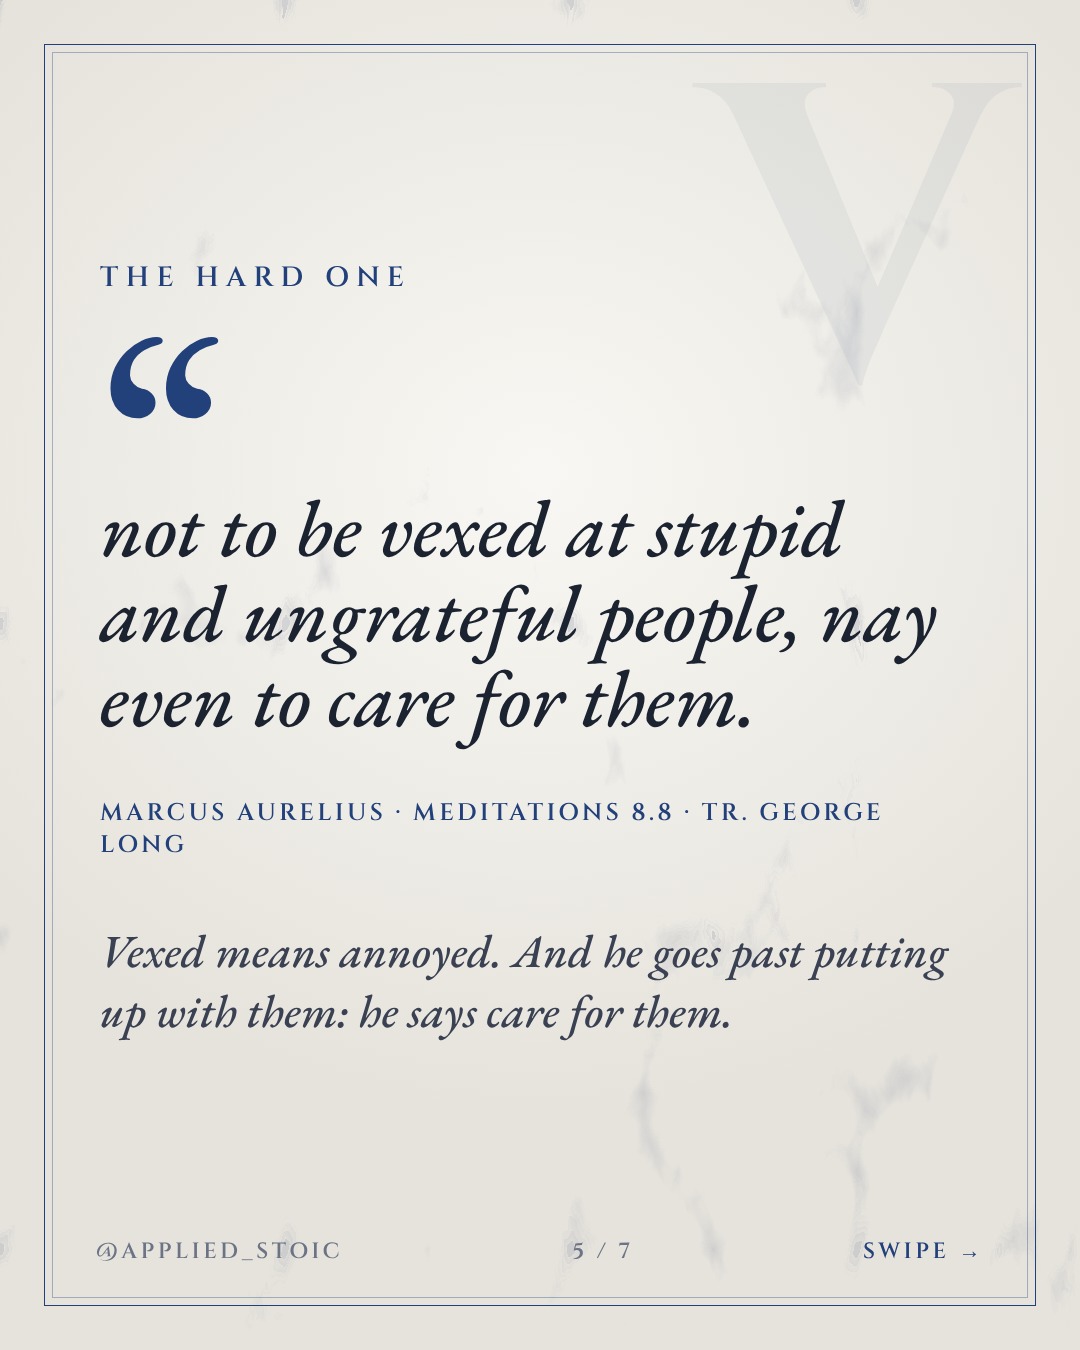 V
THE HARD ONE
“
not to be vexed at stupid
and ungrateful people, nay
even to care for them.
MARCUS AURELIUS · MEDITATIONS 8.8 · TR. GEORGE
LONG
Vexed means annoyed. And he goes past putting
up with them: he says care for them.
@APPLIED_STOIC 5 / 7 SWIPE →